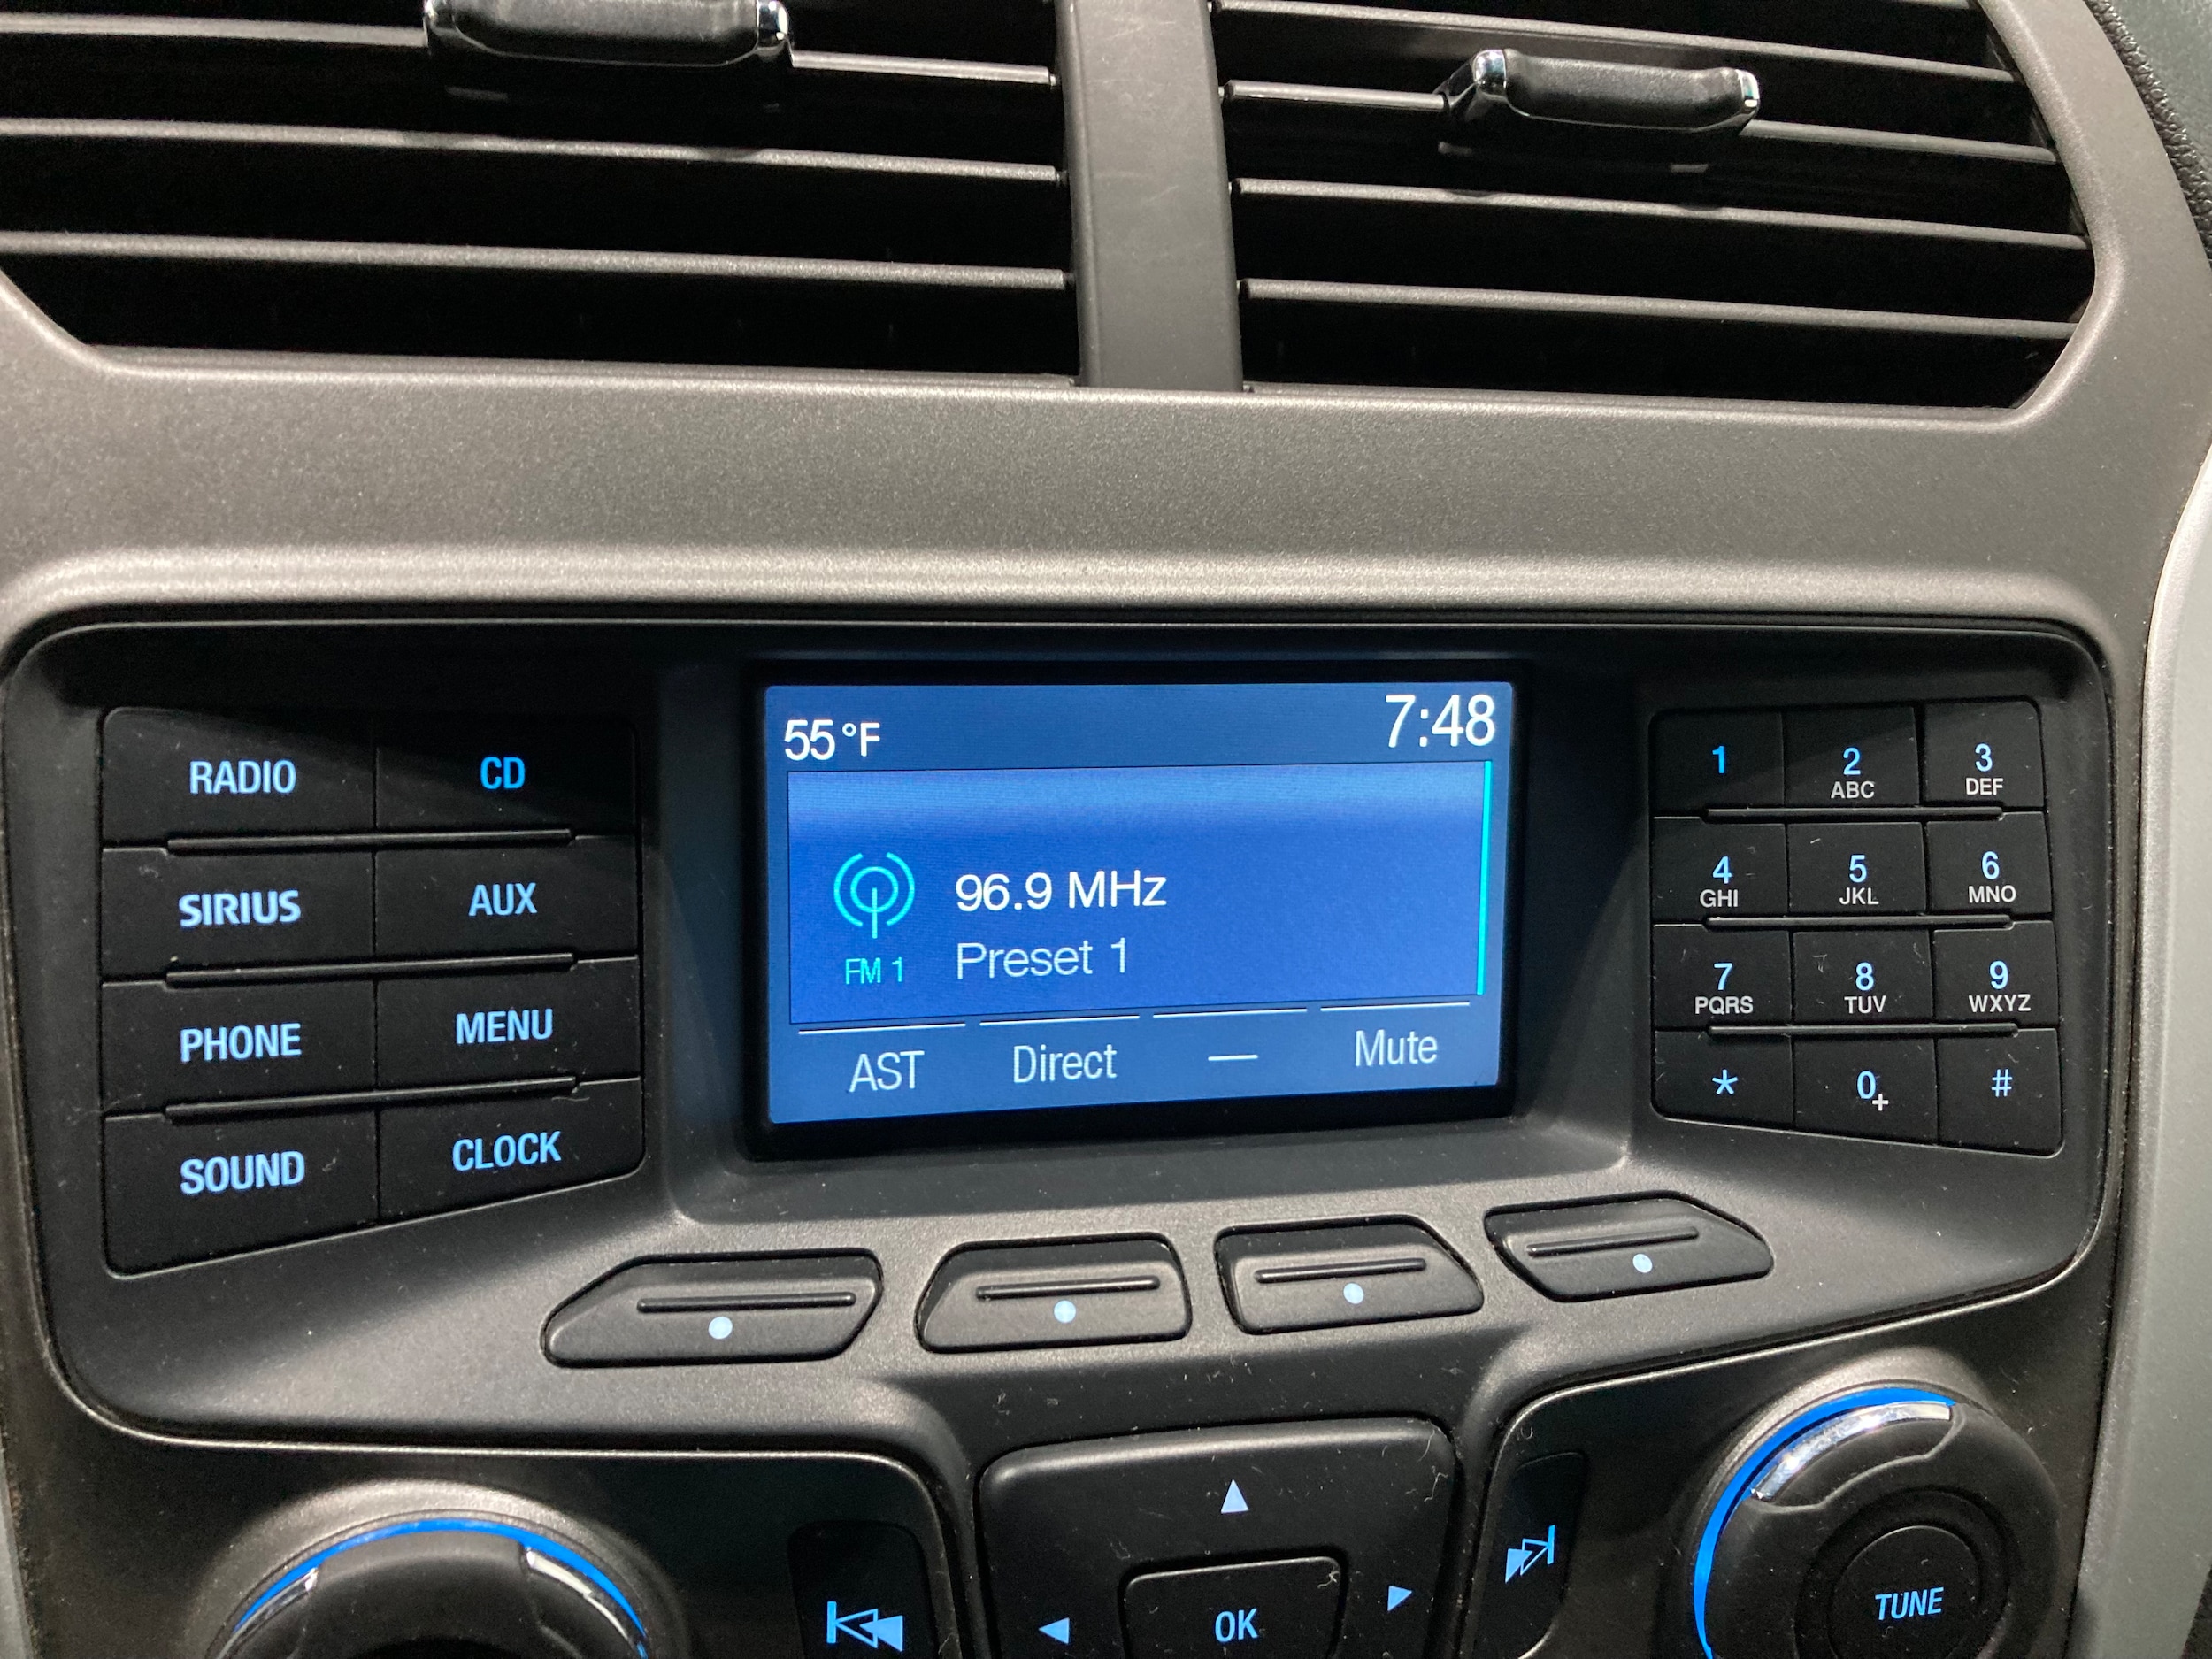 55°F 7:48
96.9 MHz
FM 1 Preset 1
AST Direct — Mute
RADIO CD
SIRIUS AUX
PHONE MENU
SOUND CLOCK
1 2 3
ABC DEF
4 5 6
GHI JKL MNO
7 8 9
PQRS TUV WXYZ
* 0+ #
OK
TUNE